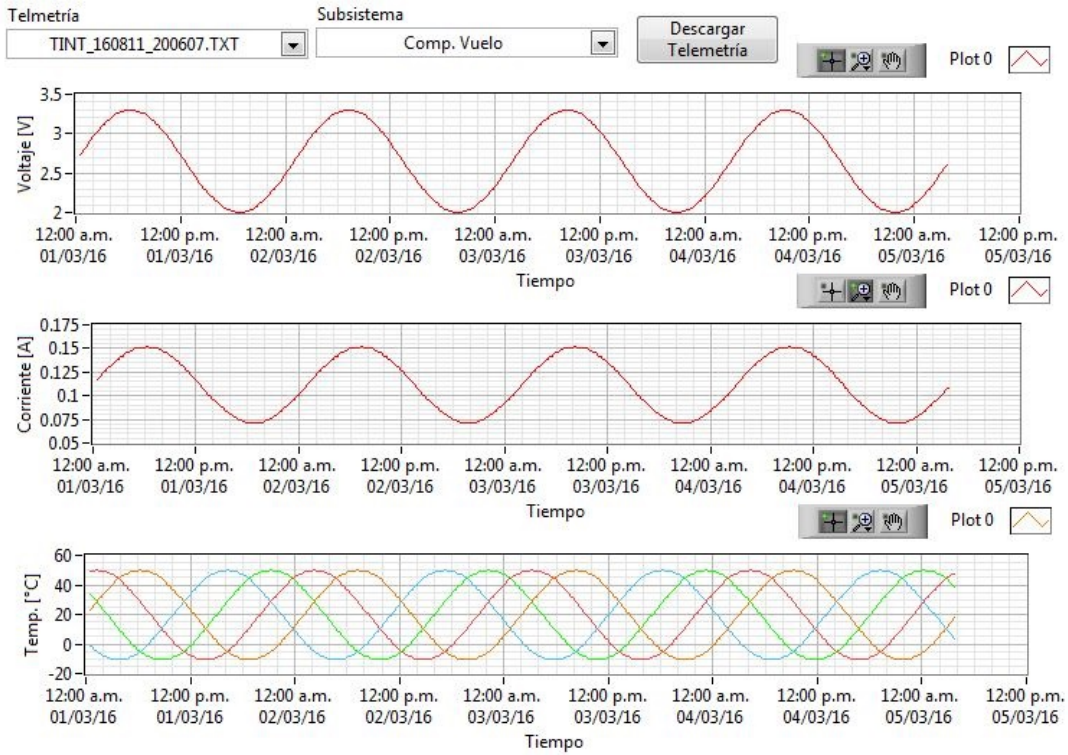 Telmetría
Subsistema
TINT_160811_200607.TXT
Comp. Vuelo
Descargar
Telemetría
Plot 0
Voltaje [V]
3.5
3
2.5
2
12:00 a.m. 12:00 p.m. 12:00 a.m. 12:00 p.m. 12:00 a.m. 12:00 p.m. 12:00 a.m. 12:00 p.m. 12:00 a.m. 12:00 p.m.
01/03/16 01/03/16 02/03/16 02/03/16 03/03/16 03/03/16 04/03/16 04/03/16 05/03/16 05/03/16
Tiempo
Plot 0
Corriente [A]
0.175
0.15
0.125
0.1
0.075
0.05
12:00 a.m. 12:00 p.m. 12:00 a.m. 12:00 p.m. 12:00 a.m. 12:00 p.m. 12:00 a.m. 12:00 p.m. 12:00 a.m. 12:00 p.m.
01/03/16 01/03/16 02/03/16 02/03/16 03/03/16 03/03/16 04/03/16 04/03/16 05/03/16 05/03/16
Tiempo
Plot 0
Temp. [°C]
60
40
20
0
-20
12:00 a.m. 12:00 p.m. 12:00 a.m. 12:00 p.m. 12:00 a.m. 12:00 p.m. 12:00 a.m. 12:00 p.m. 12:00 a.m. 12:00 p.m.
01/03/16 01/03/16 02/03/16 02/03/16 03/03/16 03/03/16 04/03/16 04/03/16 05/03/16 05/03/16
Tiempo